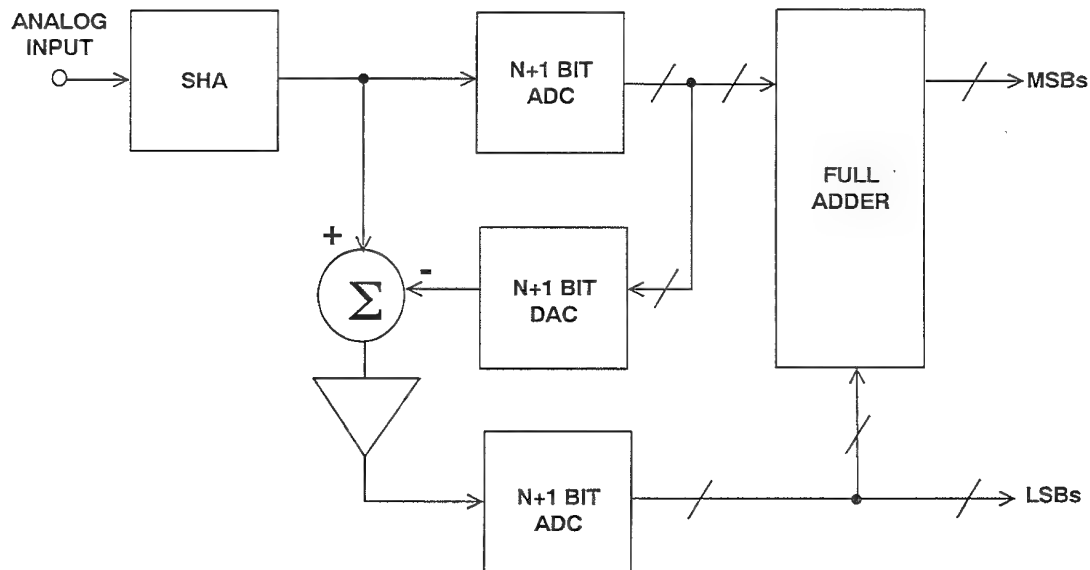 ANALOG
INPUT
SHA
N+1 BIT
ADC
FULL
ADDER
MSBs
+
-
Σ
N+1 BIT
DAC
N+1 BIT
ADC
LSBs